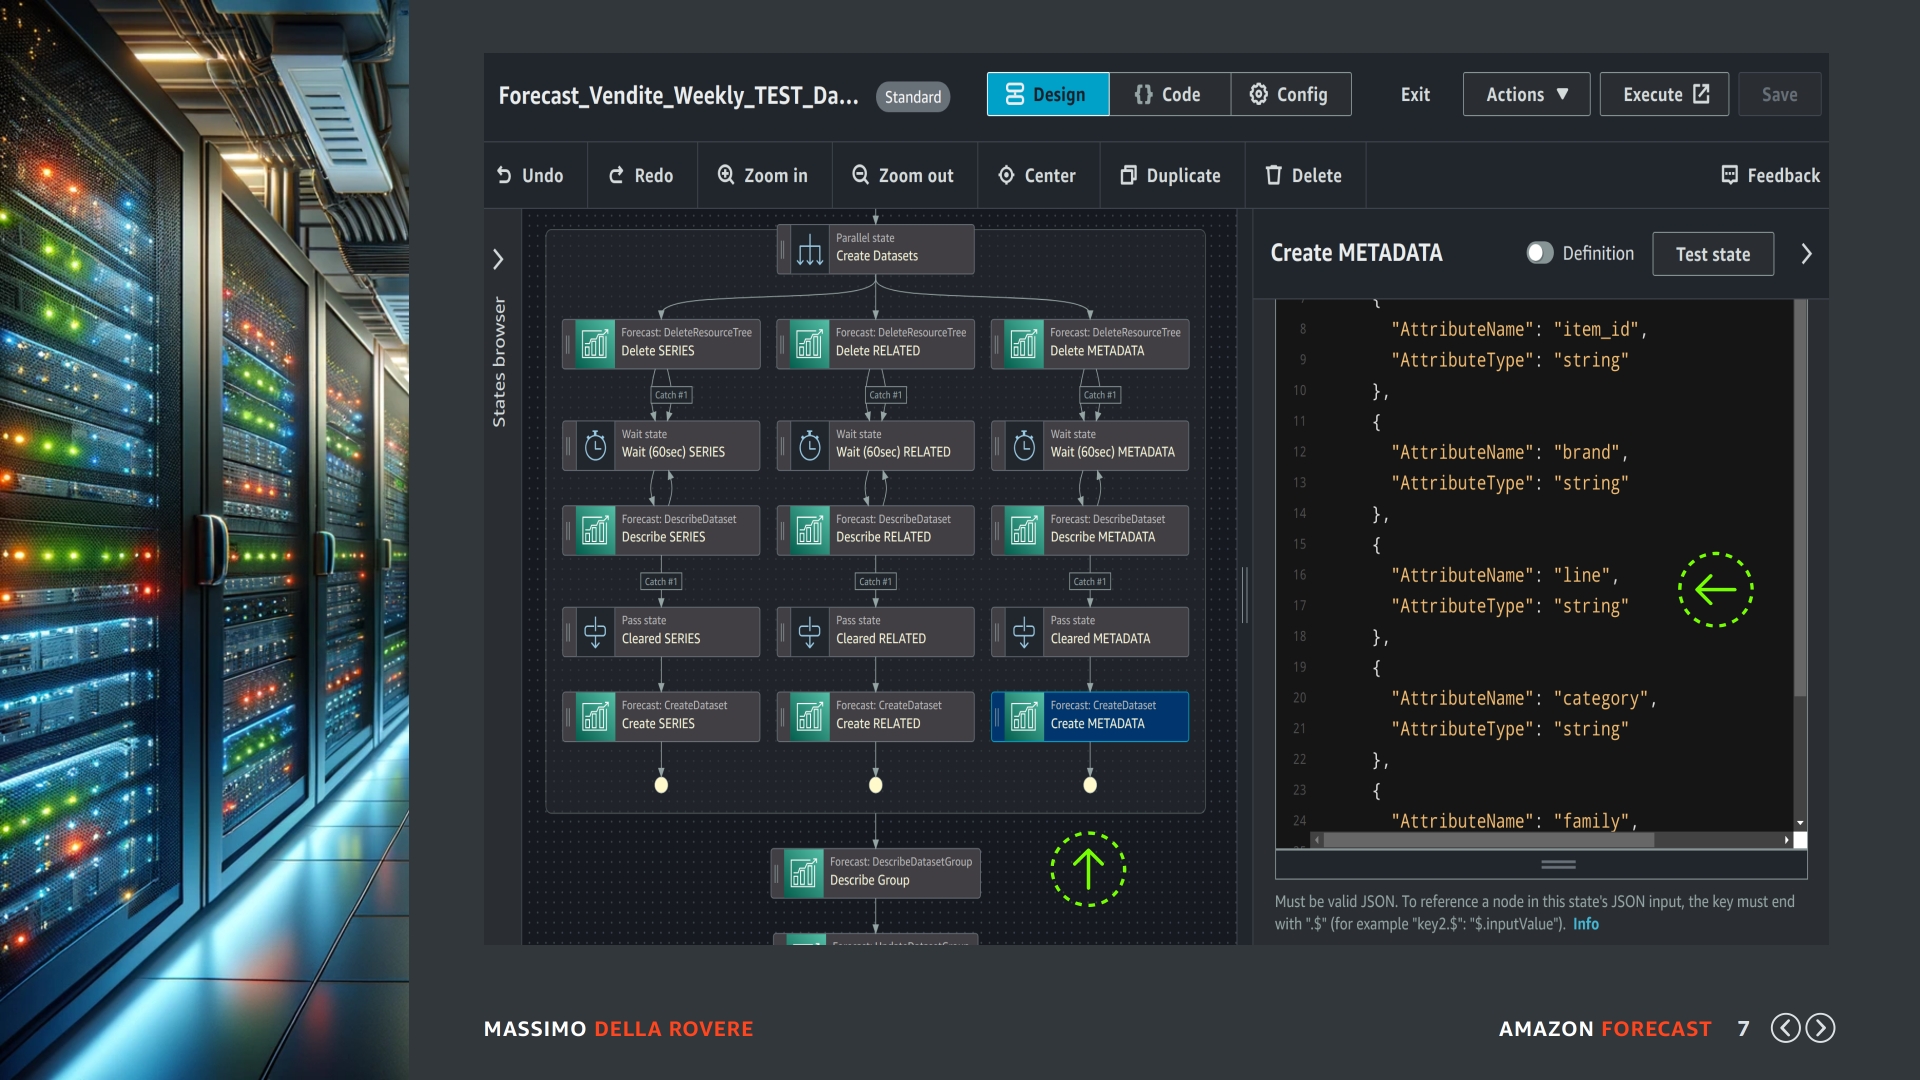 Forecast_Vendite_Weekly_TEST_Da...
Standard
Design
{} Code
Config
Exit
Actions
Execute
Save
Undo
Redo
Zoom in
Zoom out
Center
Duplicate
Delete
Feedback
States browser
Parallel state
Create Datasets
Forecast: DeleteResourceTree
Delete SERIES
Forecast: DeleteResourceTree
Delete RELATED
Forecast: DeleteResourceTree
Delete METADATA
Catch #1
Catch #1
Catch #1
Wait state
Wait (60sec) SERIES
Wait state
Wait (60sec) RELATED
Wait state
Wait (60sec) METADATA
Forecast: DescribeDataset
Describe SERIES
Forecast: DescribeDataset
Describe RELATED
Forecast: DescribeDataset
Describe METADATA
Catch #1
Catch #1
Catch #1
Pass state
Cleared SERIES
Pass state
Cleared RELATED
Pass state
Cleared METADATA
Forecast: CreateDataset
Create SERIES
Forecast: CreateDataset
Create RELATED
Forecast: CreateDataset
Create METADATA
Forecast: DescribeDatasetGroup
Describe Group
Forecast: UpdateDatasetGroup
Create METADATA
Definition
Test state
{
8 "AttributeName": "item_id",
9 "AttributeType": "string"
10 },
11 {
12 "AttributeName": "brand",
13 "AttributeType": "string"
14 },
15 {
16 "AttributeName": "line",
17 "AttributeType": "string"
18 },
19 {
20 "AttributeName": "category",
21 "AttributeType": "string"
22 },
23 {
24 "AttributeName": "family",
Must be valid JSON. To reference a node in this state's JSON input, the key must end
with ".$" (for example "key2.$": "$.inputValue"). Info
MASSIMO DELLA ROVERE
AMAZON FORECAST 7